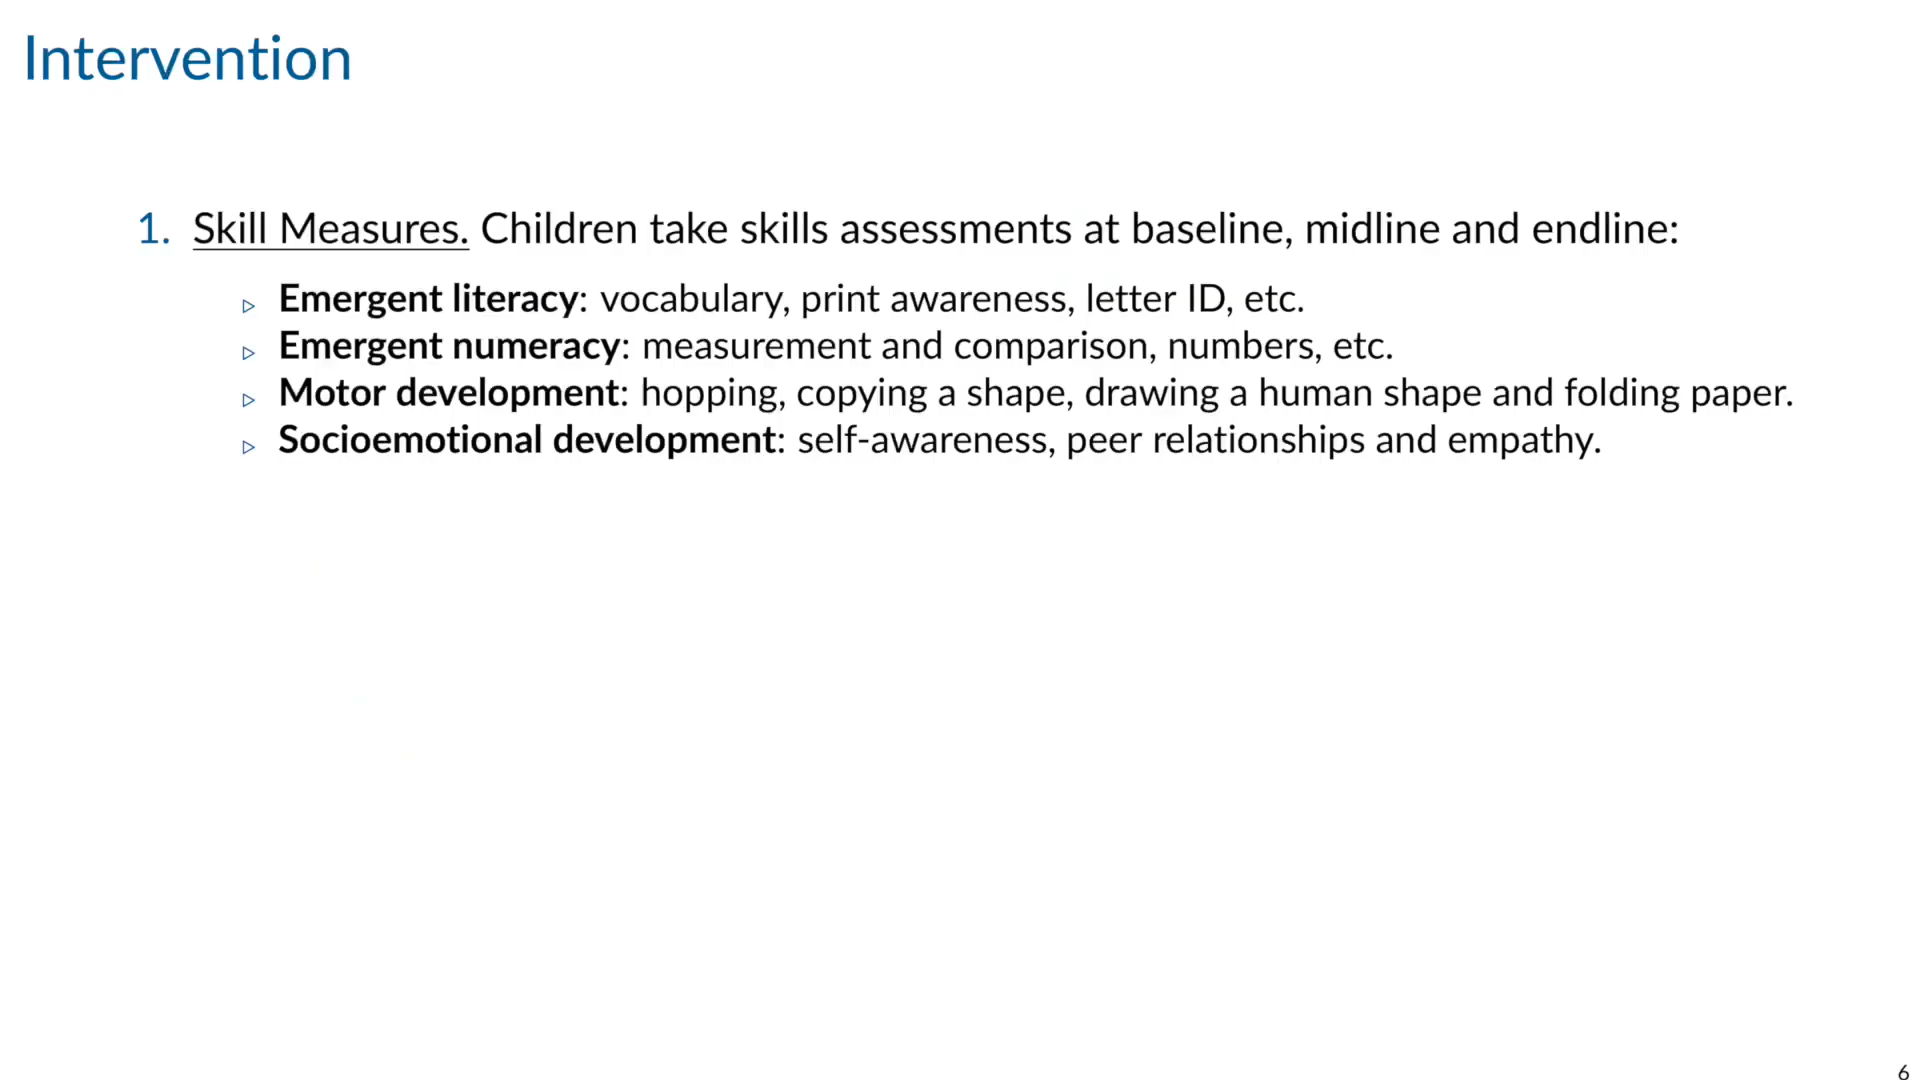 Intervention
1. Skill Measures. Children take skills assessments at baseline, midline and endline:
▹ Emergent literacy: vocabulary, print awareness, letter ID, etc.
▹ Emergent numeracy: measurement and comparison, numbers, etc.
▹ Motor development: hopping, copying a shape, drawing a human shape and folding paper.
▹ Socioemotional development: self-awareness, peer relationships and empathy.
6